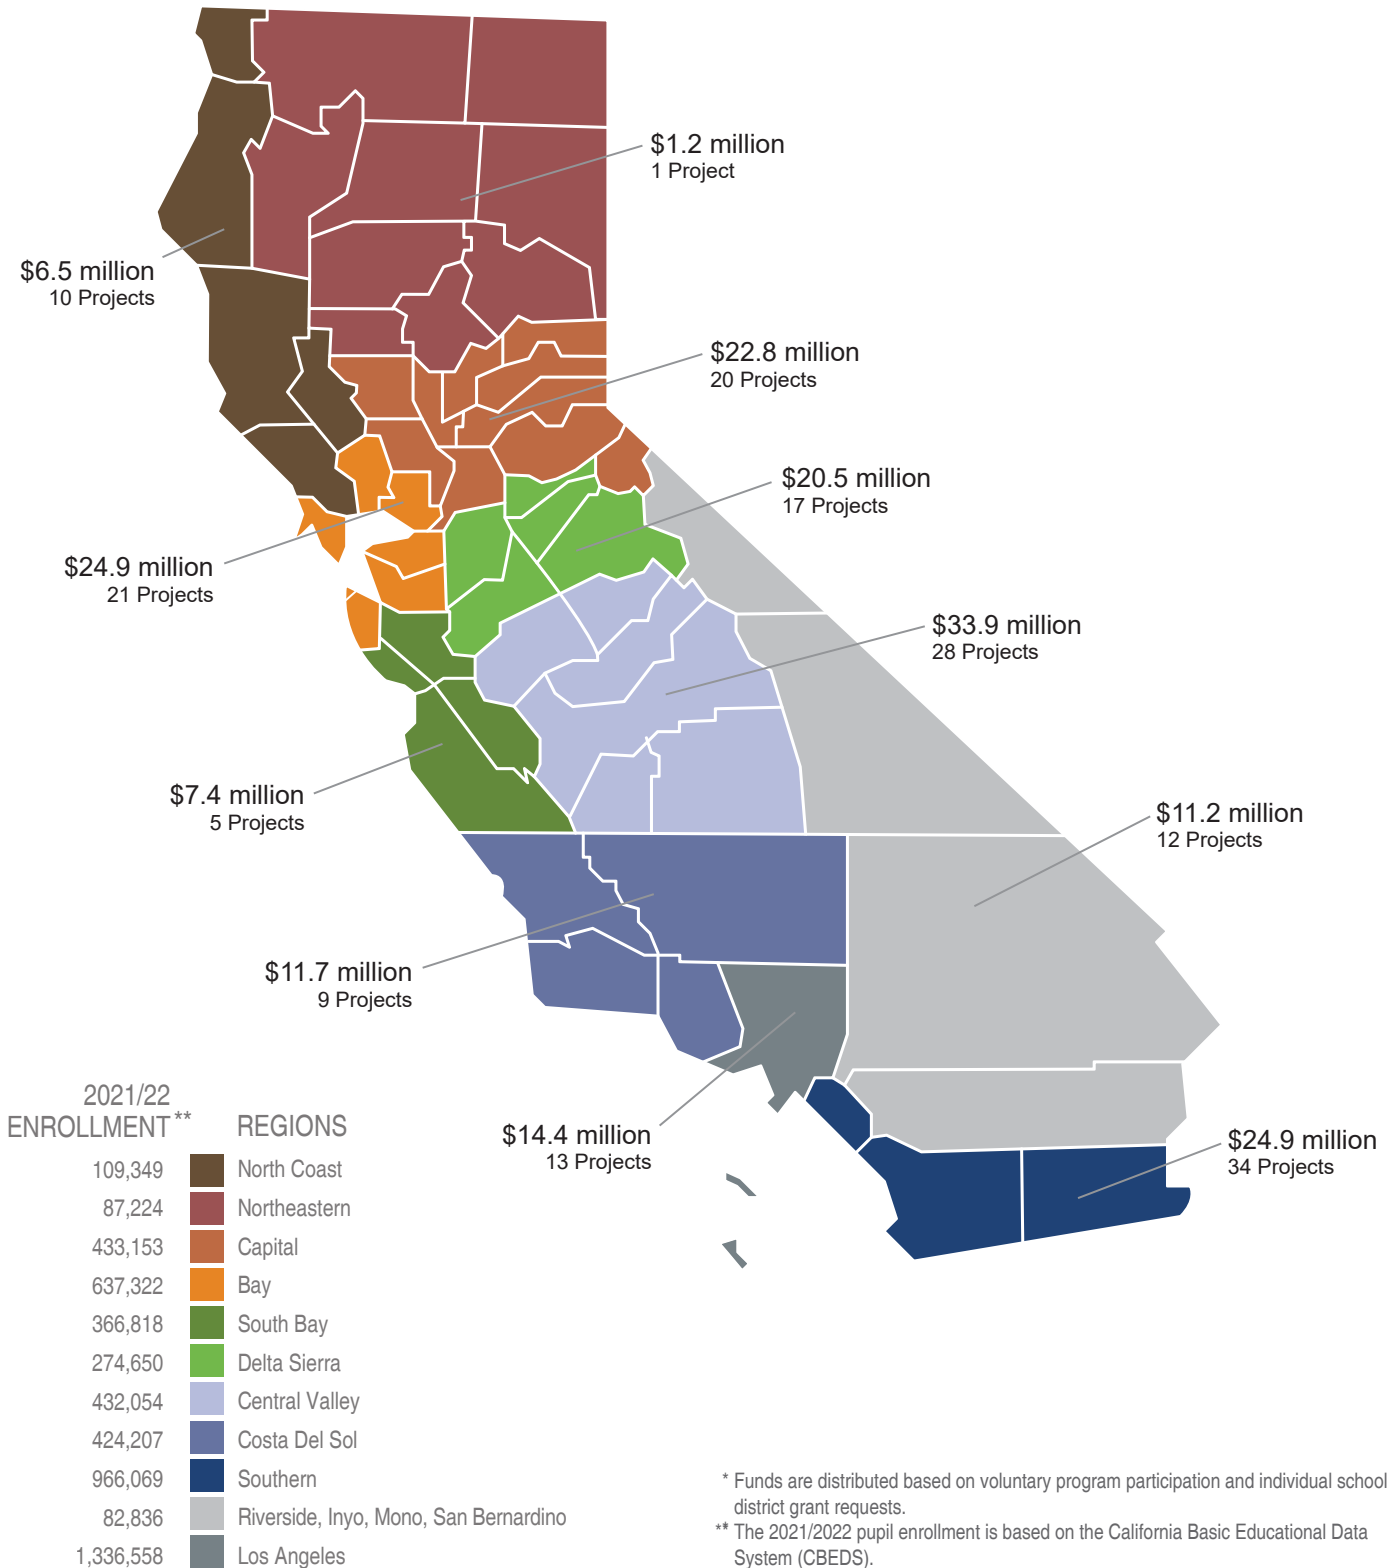 $1.2 million
1 Project
$6.5 million
10 Projects
$22.8 million
20 Projects
$20.5 million
17 Projects
$24.9 million
21 Projects
$33.9 million
28 Projects
$7.4 million
5 Projects
$11.2 million
12 Projects
$11.7 million
9 Projects
$14.4 million
13 Projects
$24.9 million
34 Projects
2021/22
ENROLLMENT** REGIONS
109,349 North Coast
87,224 Northeastern
433,153 Capital
637,322 Bay
366,818 South Bay
274,650 Delta Sierra
432,054 Central Valley
424,207 Costa Del Sol
966,069 Southern
82,836 Riverside, Inyo, Mono, San Bernardino
1,336,558 Los Angeles
* Funds are distributed based on voluntary program participation and individual school
district grant requests.
** The 2021/2022 pupil enrollment is based on the California Basic Educational Data
System (CBEDS).